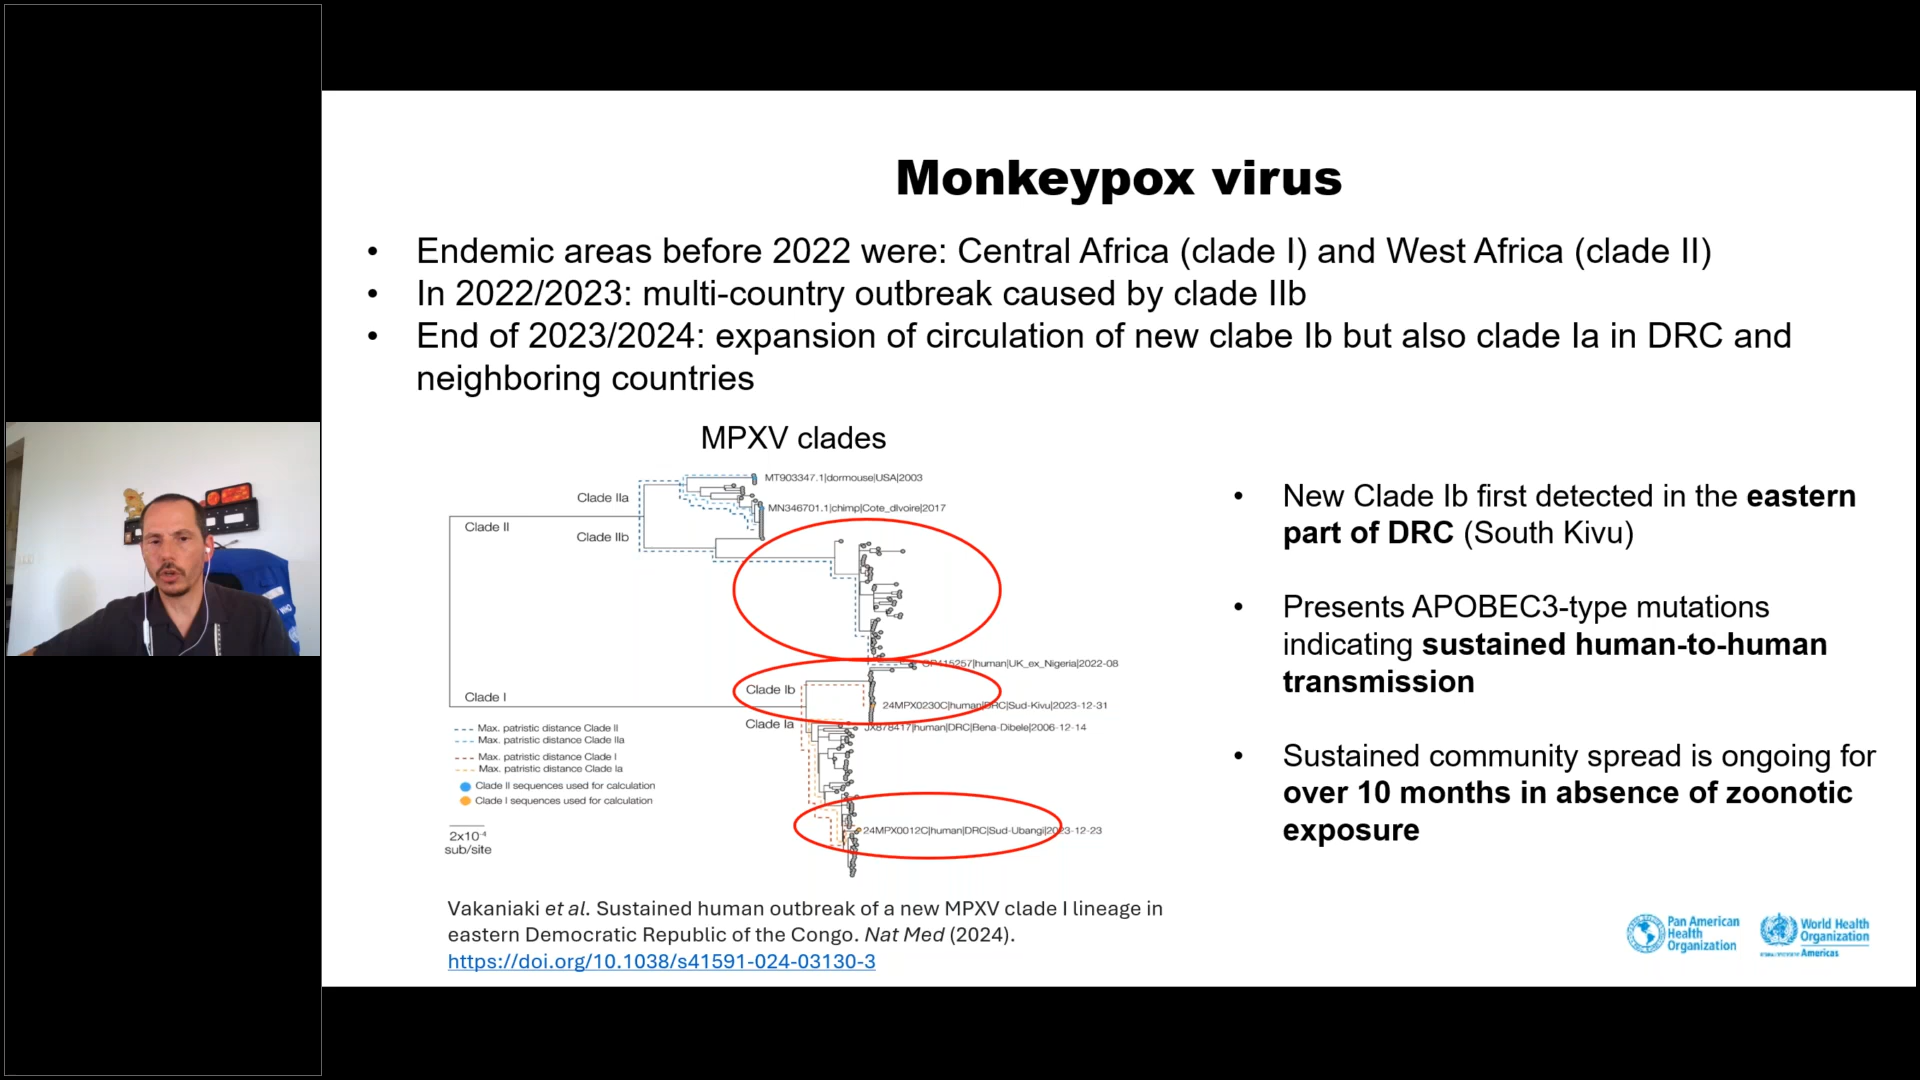 Monkeypox virus
• Endemic areas before 2022 were: Central Africa (clade I) and West Africa (clade II)
• In 2022/2023: multi-country outbreak caused by clade IIb
• End of 2023/2024: expansion of circulation of new clabe Ib but also clade Ia in DRC and
neighboring countries
MPXV clades
MT903347.1|dormouse|USA|2003
Clade IIa
MN346701.1|chimp|Cote_dIvoire|2017
Clade II
Clade IIb
OP415257|human|UK_ex_Nigeria|2022-08
Clade Ib
Clade I
24MPX0230C|human|DRC|Sud-Kivu|2023-12-31
Clade Ia
JX878417|human|DRC|Bena-Dibele|2006-12-14
Max. patristic distance Clade II
Max. patristic distance Clade IIa
Max. patristic distance Clade I
Max. patristic distance Clade Ia
Clade II sequences used for calculation
Clade I sequences used for calculation
24MPX0012C|human|DRC|Sud-Ubangi|2023-12-23
2x10⁻⁴
sub/site
• New Clade Ib first detected in the eastern
part of DRC (South Kivu)
• Presents APOBEC3-type mutations
indicating sustained human-to-human
transmission
• Sustained community spread is ongoing for
over 10 months in absence of zoonotic
exposure
Vakaniaki et al. Sustained human outbreak of a new MPXV clade I lineage in
eastern Democratic Republic of the Congo. Nat Med (2024).
https://doi.org/10.1038/s41591-024-03130-3
Pan American
Health
Organization
World Health
Organization
Americas
WHO